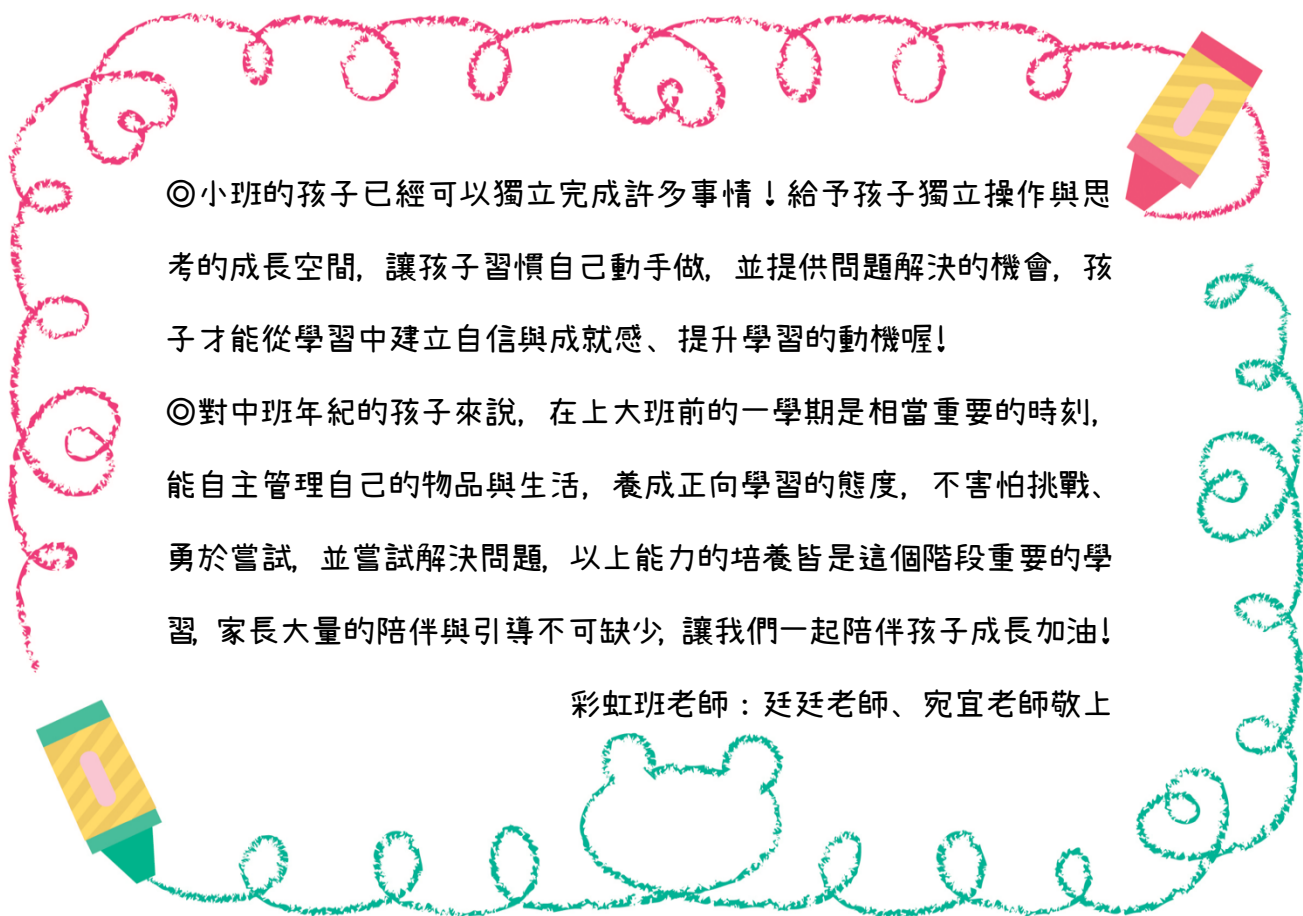 ◎小班的孩子已經可以獨立完成許多事情！給予孩子獨立操作與思
考的成長空間，讓孩子習慣自己動手做，並提供問題解決的機會，孩
子才能從學習中建立自信與成就感、提升學習的動機喔！
◎對中班年紀的孩子來說，在上大班前的一學期是相當重要的時刻，
能自主管理自己的物品與生活，養成正向學習的態度，不害怕挑戰、
勇於嘗試，並嘗試解決問題，以上能力的培養皆是這個階段重要的學
習，家長大量的陪伴與引導不可缺少，讓我們一起陪伴孩子成長加油！
彩虹班老師：廷廷老師、宛宜老師敬上